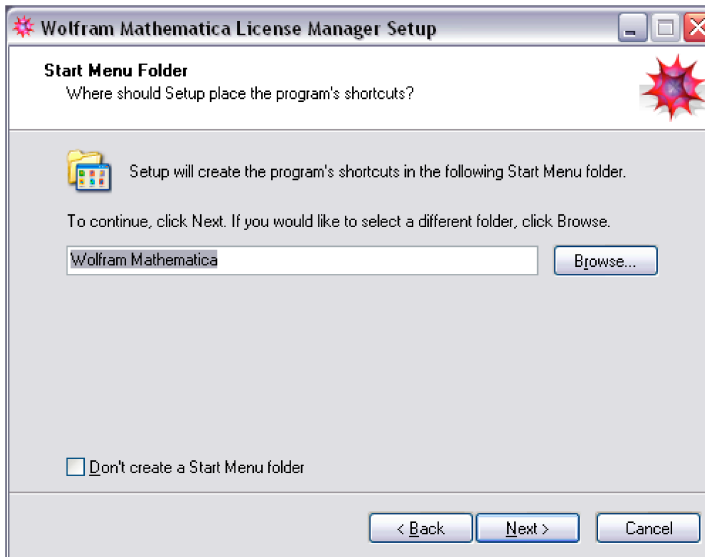 Wolfram Mathematica License Manager Setup
Start Menu Folder
Where should Setup place the program's shortcuts?
Setup will create the program's shortcuts in the following Start Menu folder.
To continue, click Next. If you would like to select a different folder, click Browse.
Wolfram Mathematica
Browse...
Don't create a Start Menu folder
< Back
Next >
Cancel